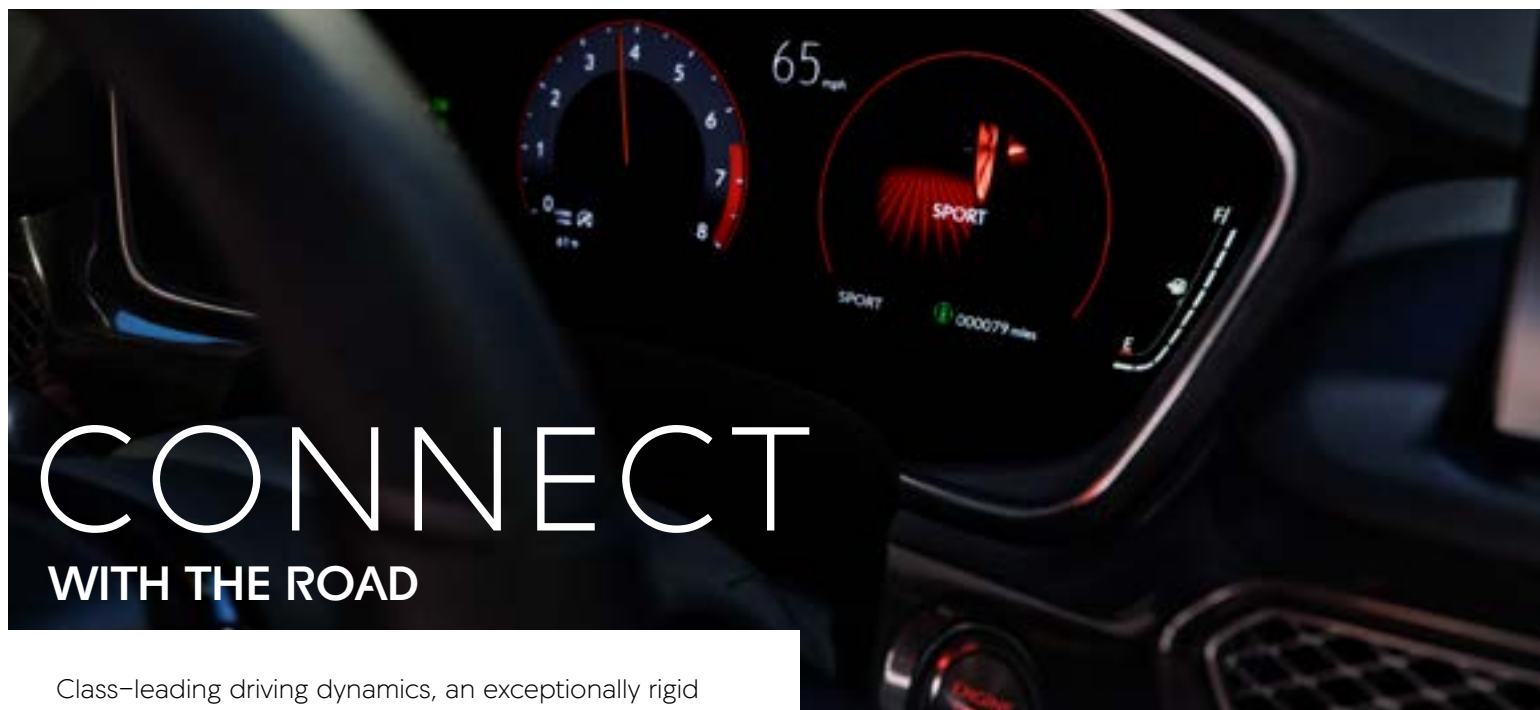 3 4 5
2 6
1 7
0 8
65 mph
SPORT
SPORT
000079 miles
F
E
CONNECT
WITH THE ROAD
ENGINE
Class-leading driving dynamics, an exceptionally rigid